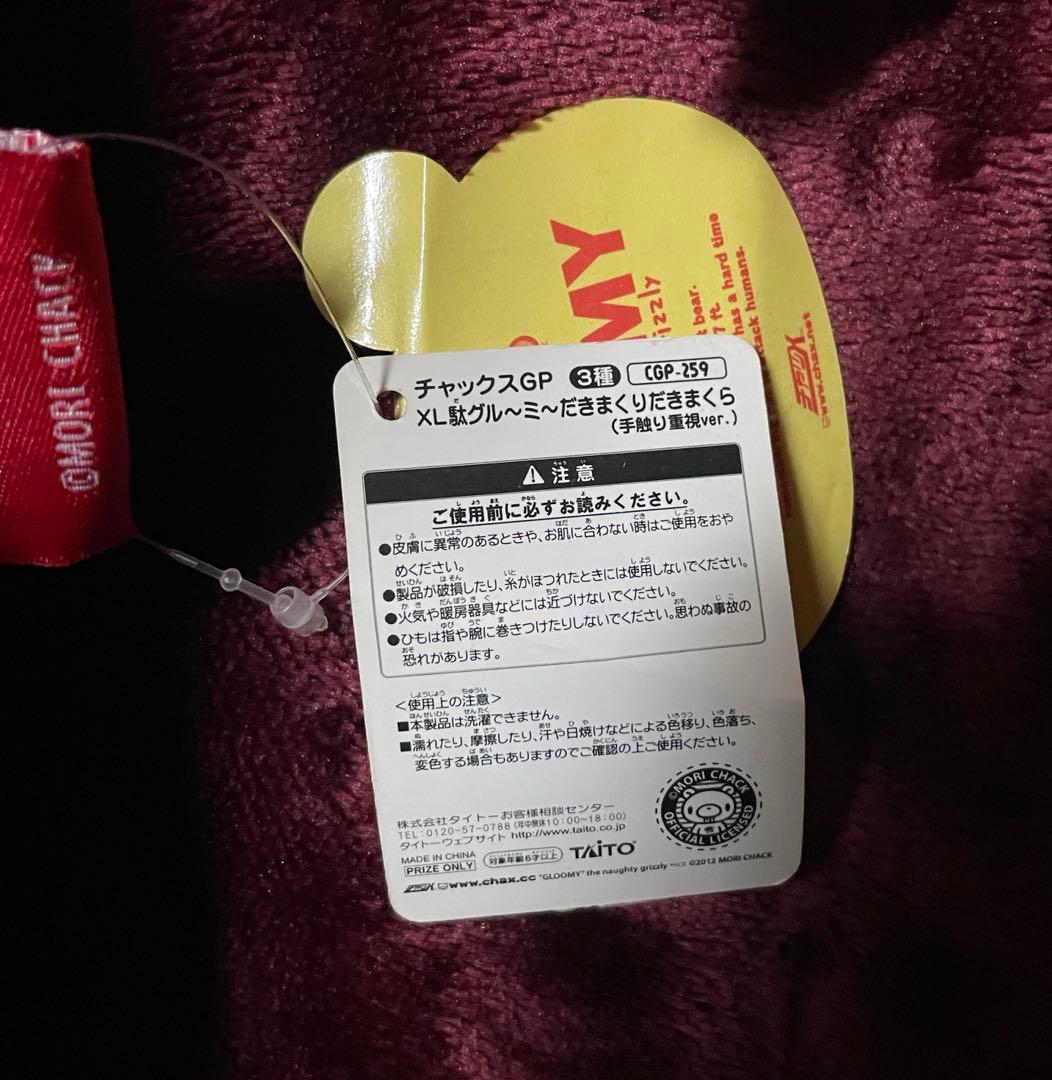 ©MORI CHACK
MY
izzly
bear.
7 ft
has a hard time
attack humans.
©www.chax.net
チャックスGP 3種 CGP-259
XL駄グル〜ミ〜だきまくりだきまくら
(手触り重視ver.)
注意
ご使用前に必ずお読みください。
●皮膚に異常のあるときや、お肌に合わない時はご使用をおや
めください。
●製品が破損したり、糸がほつれたときには使用しないでください。
●火気や暖房器具などには近づけないでください。
●ひもは指や腕に巻きつけたりしないでください。思わぬ事故の
恐れがあります。
<使用上の注意>
■本製品は洗濯できません。
■濡れたり、摩擦したり、汗や日焼けなどによる色移り、色落ち、
変色する場合もありますのでご確認の上ご使用ください。
©MORI CHACK
OFFICIAL LICENSED
株式会社タイトーお客様相談センター
TEL:0120-57-0788 (年中無休10:00〜18:00)
タイトーウェブサイト http://www.taito.co.jp
MADE IN CHINA
PRIZE ONLY
対象年齢6才以上
TAITO
www.chax.cc "GLOOMY" the naughty grizzly ©2012 MORI CHACK